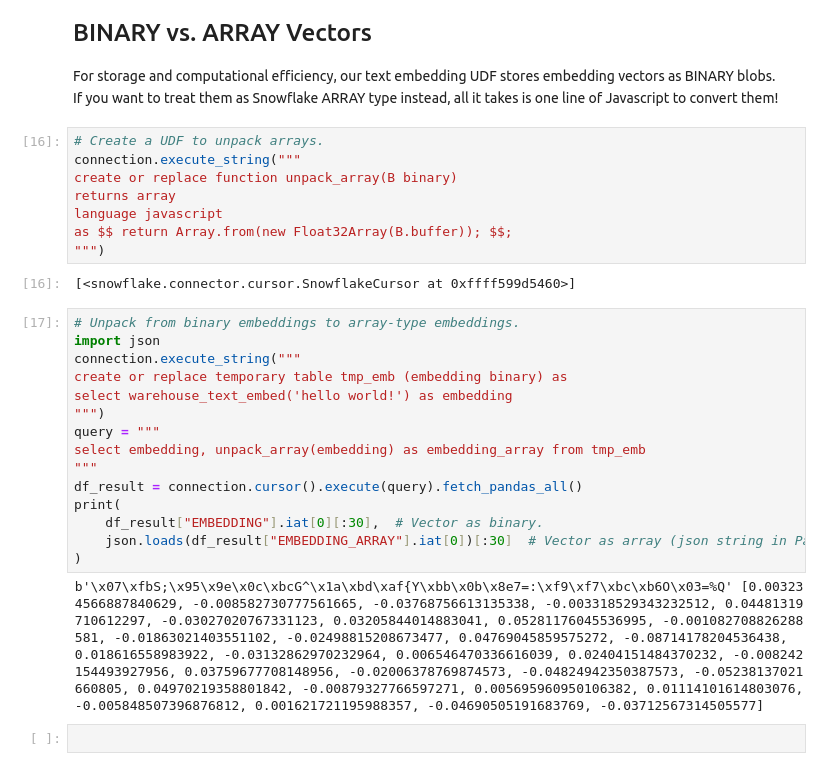 BINARY vs. ARRAY Vectors
For storage and computational efficiency, our text embedding UDF stores embedding vectors as BINARY blobs.
If you want to treat them as Snowflake ARRAY type instead, all it takes is one line of Javascript to convert them!
[16]: # Create a UDF to unpack arrays.
connection.execute_string("""
create or replace function unpack_array(B binary)
returns array
language javascript
as $$ return Array.from(new Float32Array(B.buffer)); $$;
""")
[16]: [<snowflake.connector.cursor.SnowflakeCursor at 0xffff599d5460>]
[17]: # Unpack from binary embeddings to array-type embeddings.
import json
connection.execute_string("""
create or replace temporary table tmp_emb (embedding binary) as
select warehouse_text_embed('hello world!') as embedding
""")
query = """
select embedding, unpack_array(embedding) as embedding_array from tmp_emb
"""
df_result = connection.cursor().execute(query).fetch_pandas_all()
print(
    df_result["EMBEDDING"].iat[0][:30],  # Vector as binary.
    json.loads(df_result["EMBEDDING_ARRAY"].iat[0])[:30]  # Vector as array (json string in Pa
)
b'\x07\xfbS;\x95\x9e\x0c\xbcG^\x1a\xbd\xaf{Y\xbb\x0b\x8e7=:\xf9\xf7\xbc\xb6O\x03=%Q' [0.00323
4566887840629, -0.008582730777561665, -0.03768756613135338, -0.003318529343232512, 0.04481319
710612297, -0.03027020767331123, 0.03205844014883041, 0.05281176045536995, -0.001082708826288
581, -0.01863021403551102, -0.02498815208673477, 0.04769045859575272, -0.08714178204536438,
0.018616558983922, -0.03132862970232964, 0.006546470336616039, 0.02404151484370232, -0.008242
154493927956, 0.03759677708148956, -0.02006378769874573, -0.04824942350387573, -0.05238137021
660805, 0.04970219358801842, -0.00879327766597271, 0.005695960950106382, 0.01114101614803076,
-0.005848507396876812, 0.001621721195988357, -0.04690505191683769, -0.03712567314505577]
[ ]: